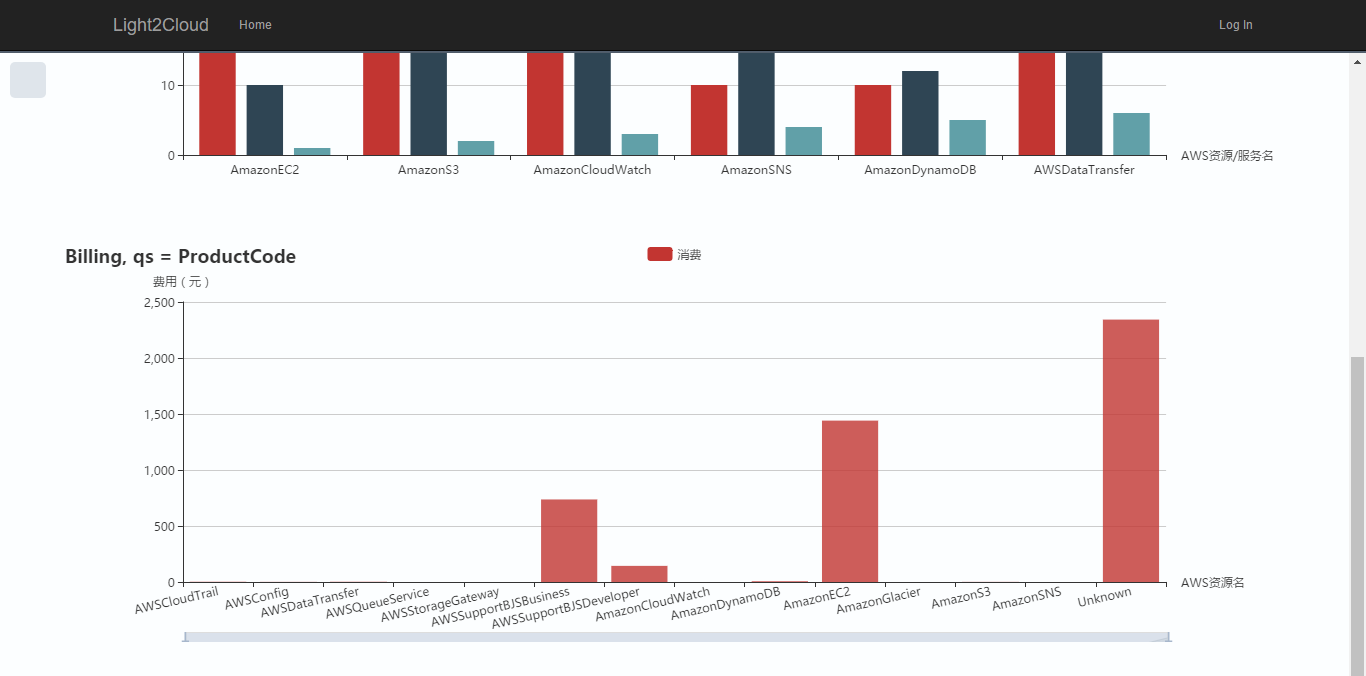 Light2Cloud Home Log In
10
0
AmazonEC2 AmazonS3 AmazonCloudWatch AmazonSNS AmazonDynamoDB AWSDataTransfer AWS资源/服务名
Billing, qs = ProductCode 消费
费用（元）
2,500
2,000
1,500
1,000
500
0
AWSCloudTrail AWSConfig AWSDataTransfer AWSQueueService AWSStorageGateway AWSSupportBJSBusiness AWSSupportBJSDeveloper AmazonCloudWatch AmazonDynamoDB AmazonEC2 AmazonGlacier AmazonS3 AmazonSNS Unknown AWS资源名